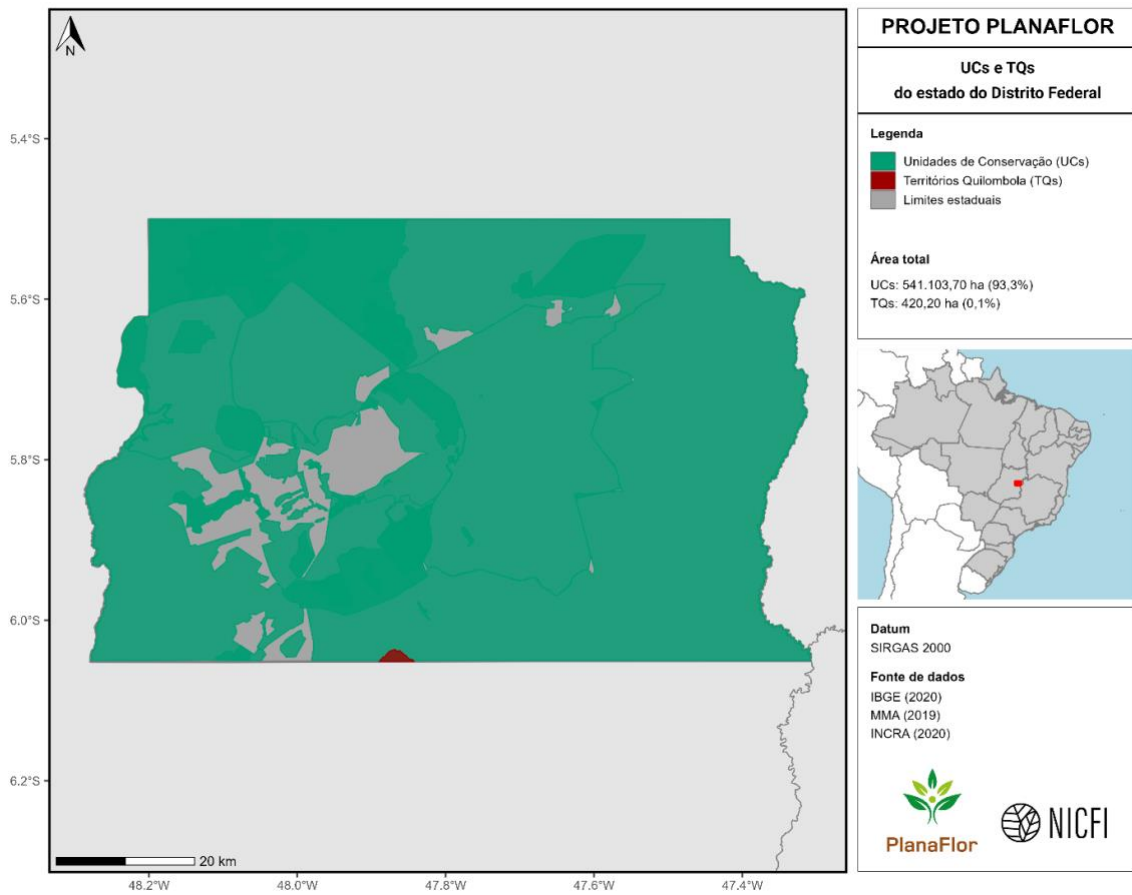 N
5.4°S
5.6°S
5.8°S
6.0°S
6.2°S
20 km
48.2°W
48.0°W
47.8°W
47.6°W
47.4°W
PROJETO PLANAFLOR
UCs e TQs
do estado do Distrito Federal
Legenda
Unidades de Conservação (UCs)
Territórios Quilombola (TQs)
Limites estaduais
Área total
UCs: 541.103,70 ha (93,3%)
TQs: 420,20 ha (0,1%)
Datum
SIRGAS 2000
Fonte de dados
IBGE (2020)
MMA (2019)
INCRA (2020)
PlanaFlor
NICFI